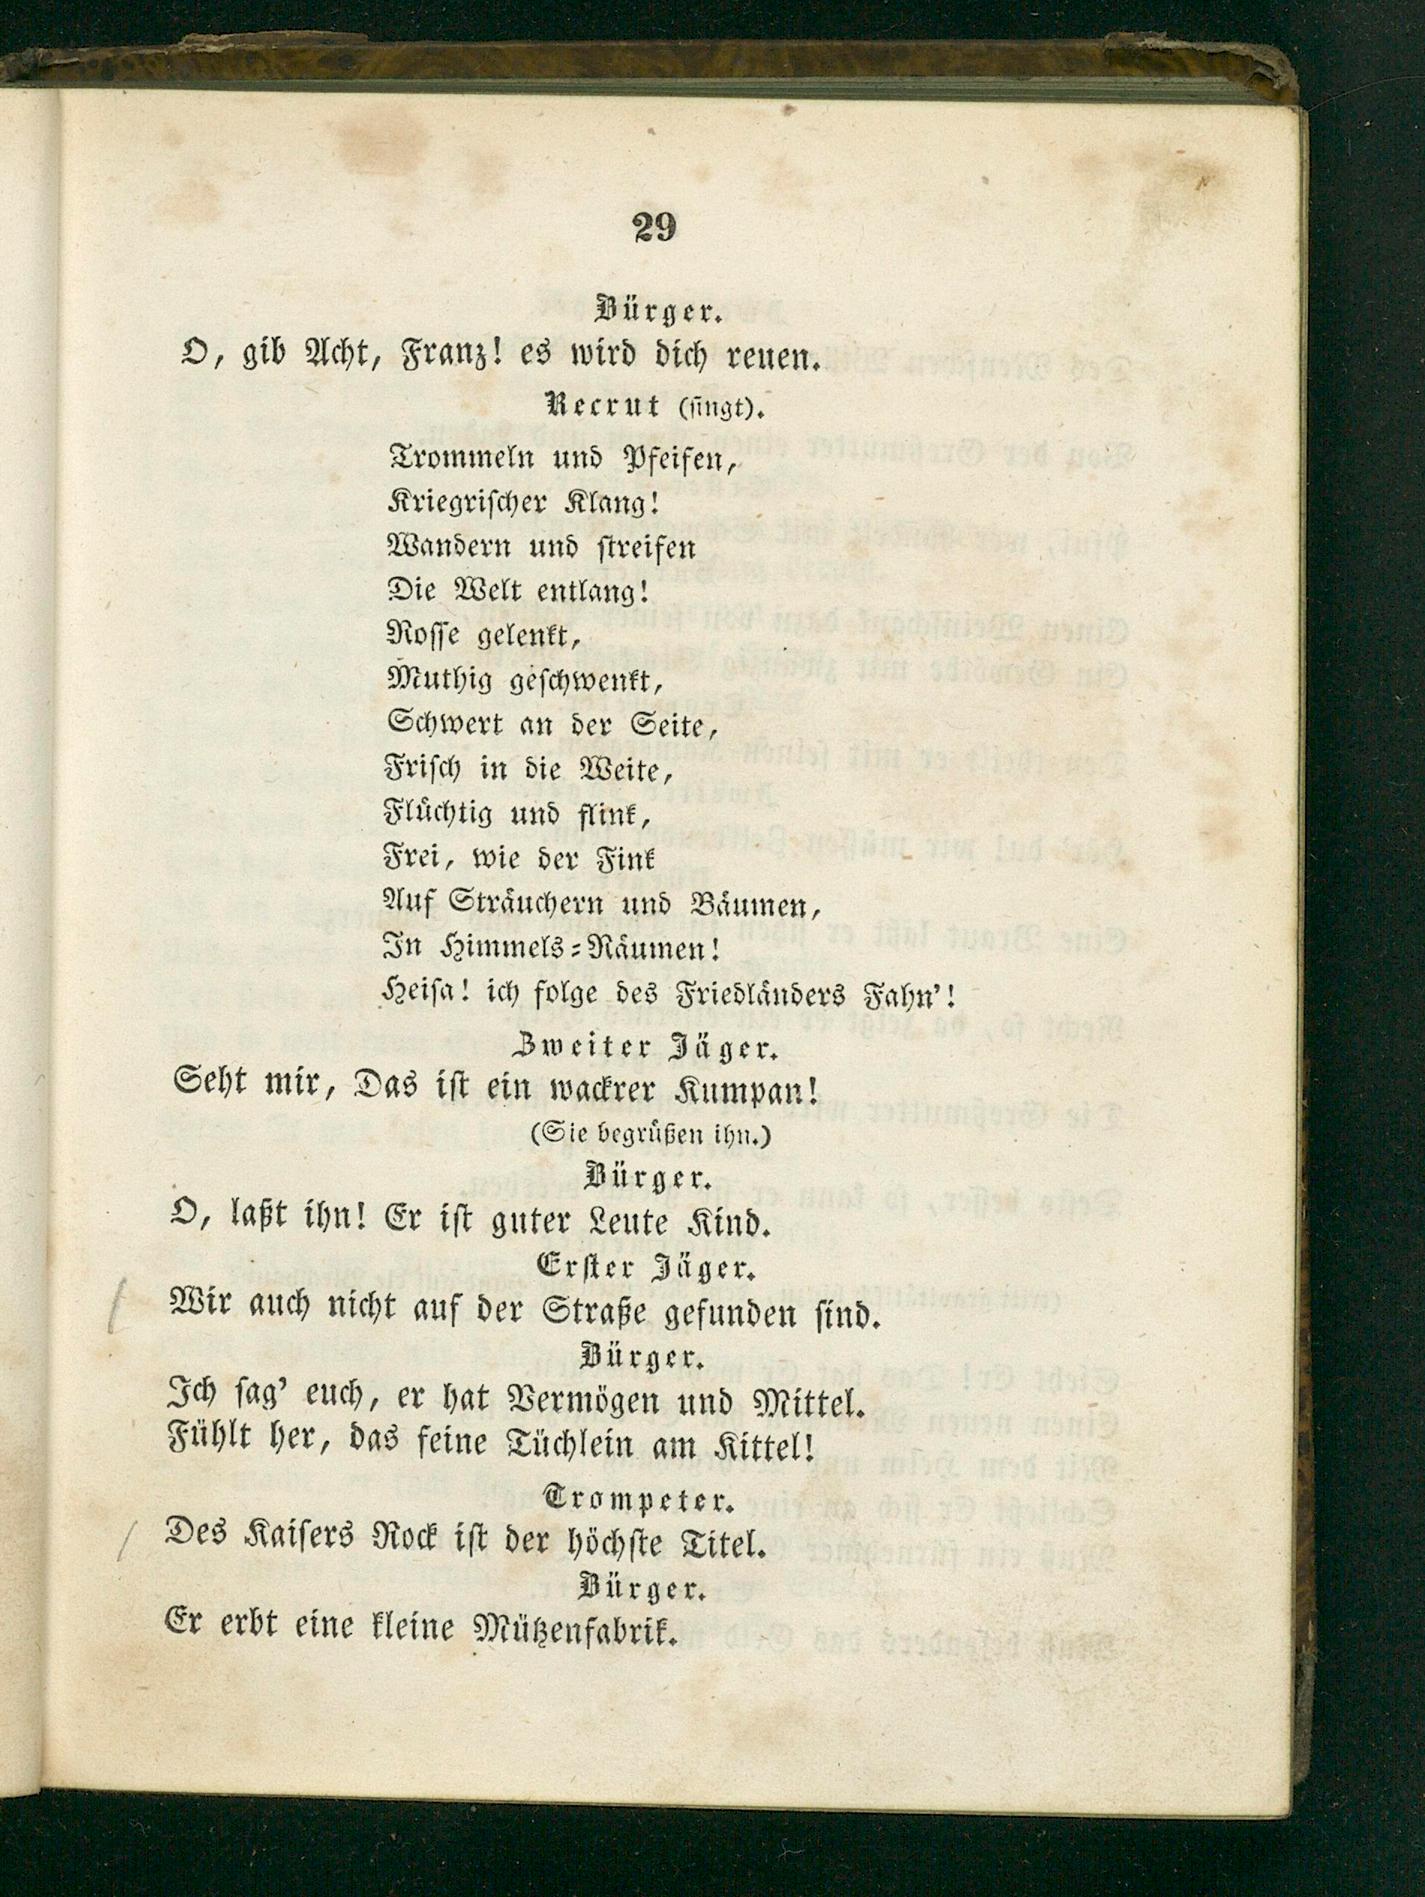 29
Bürger.
O, gib Acht, Franz! es wird dich reuen.
Recrut (ſingt).
Trommeln und Pfeifen,
Kriegriſcher Klang!
Wandern und ſtreifen
Die Welt entlang!
Roſſe gelenkt,
Muthig geſchwenkt,
Schwert an der Seite,
Friſch in die Weite,
Flüchtig und flink,
Frei, wie der Fink
Auf Sträuchern und Bäumen,
In Himmels-Räumen!
Heiſa! ich folge des Friedländers Fahn’!
Zweiter Jäger.
Seht mir, Das iſt ein wackrer Kumpan!
(Sie begrüßen ihn.)
Bürger.
O, laßt ihn! Er iſt guter Leute Kind.
Erſter Jäger.
Wir auch nicht auf der Straße gefunden ſind.
Bürger.
Ich ſag’ euch, er hat Vermögen und Mittel.
Fühlt her, das feine Tüchlein am Kittel!
Trompeter.
Des Kaiſers Rock iſt der höchſte Titel.
Bürger.
Er erbt eine kleine Mützenfabrik.